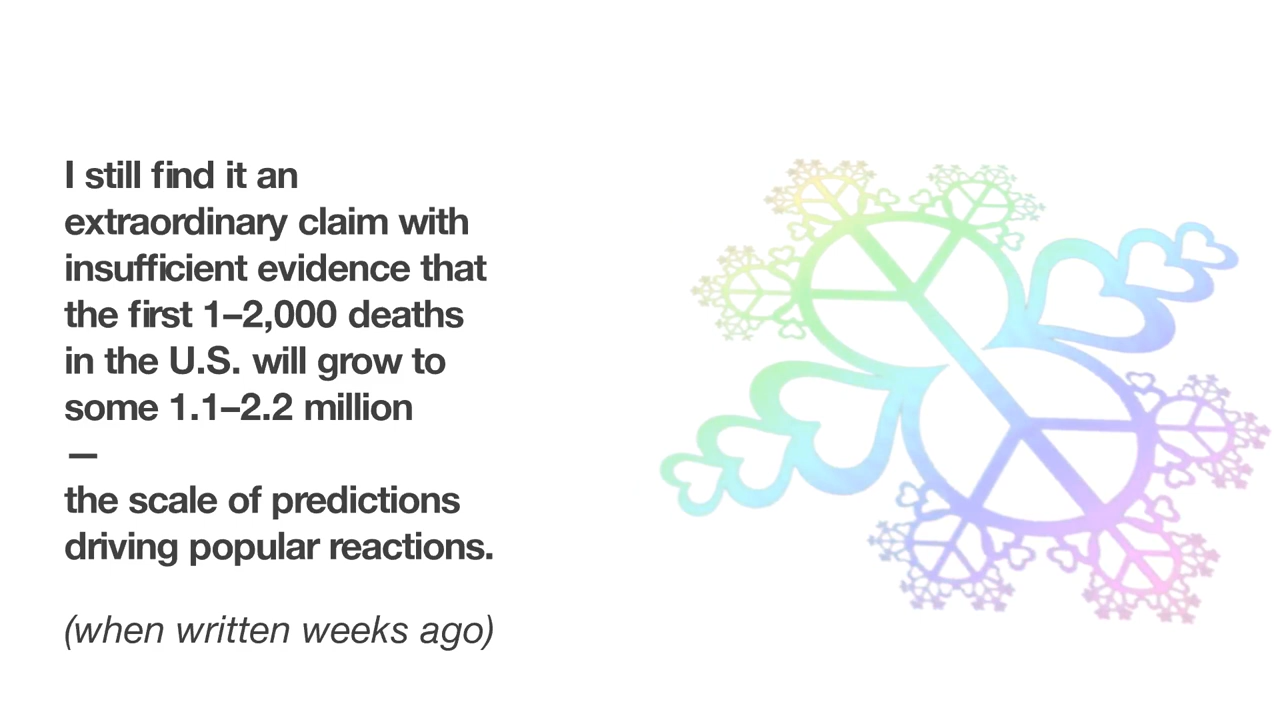 I still find it an
extraordinary claim with
insufficient evidence that
the first 1–2,000 deaths
in the U.S. will grow to
some 1.1–2.2 million
—
the scale of predictions
driving popular reactions.
(when written weeks ago)